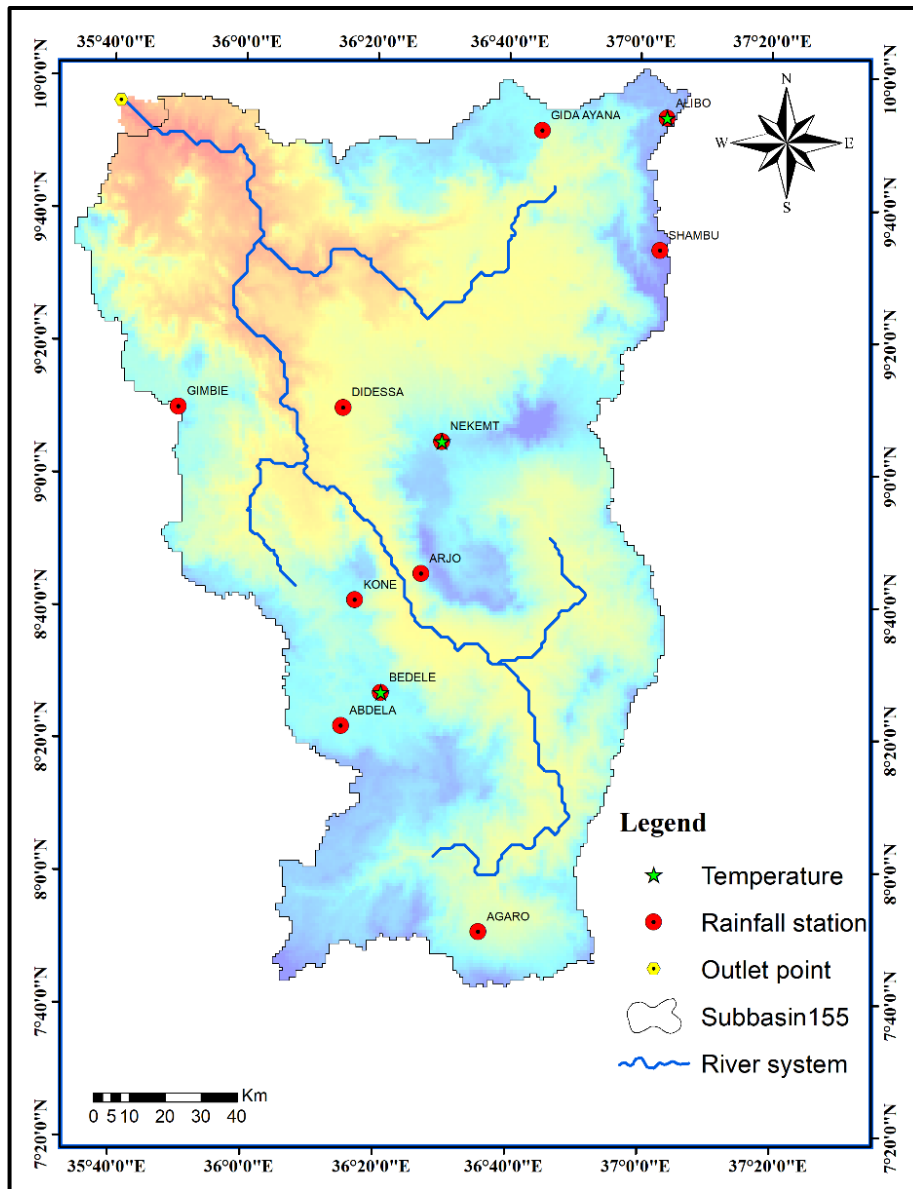 35°40'0"E 36°0'0"E 36°20'0"E 36°40'0"E 37°0'0"E 37°20'0"E
10°0'0"N 10°0'0"N
N
W E
S
ALIBO
GIDA AYANA
9°40'0"N 9°40'0"N
SHAMBU
9°20'0"N 9°20'0"N
GIMBIE
DIDESSA
NEKEMT
9°0'0"N 9°0'0"N
ARJO
KONE
8°40'0"N 8°40'0"N
BEDELE
ABDELA
8°20'0"N 8°20'0"N
Legend
Temperature
Rainfall station
Outlet point
Subbasin155
River system
8°0'0"N 8°0'0"N
AGARO
7°40'0"N 7°40'0"N
Km
0 5 10 20 30 40
7°20'0"N 7°20'0"N
35°40'0"E 36°0'0"E 36°20'0"E 36°40'0"E 37°0'0"E 37°20'0"E